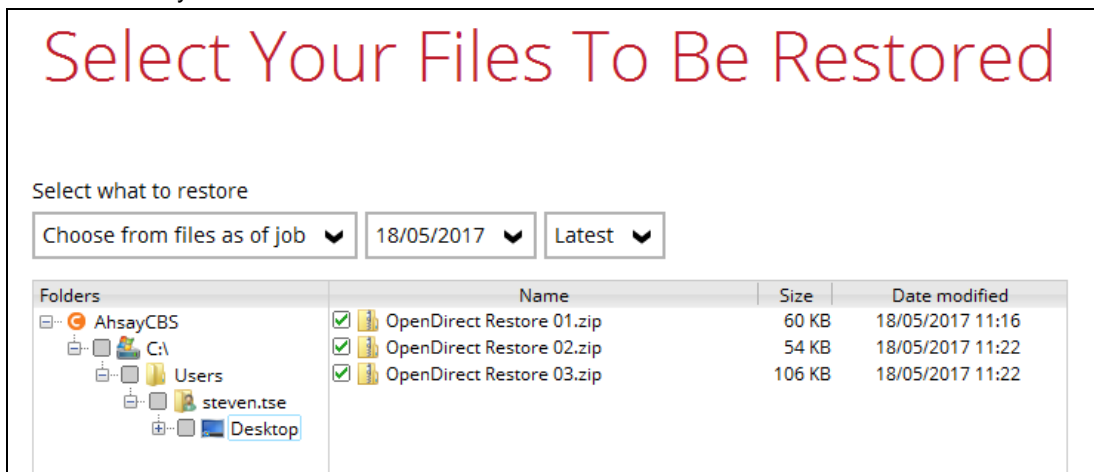 Select Your Files To Be Restored
Select what to restore
Choose from files as of job 18/05/2017 Latest
Folders Name Size Date modified
AhsayCBS OpenDirect Restore 01.zip 60 KB 18/05/2017 11:16
C:\ OpenDirect Restore 02.zip 54 KB 18/05/2017 11:22
Users OpenDirect Restore 03.zip 106 KB 18/05/2017 11:22
steven.tse
Desktop